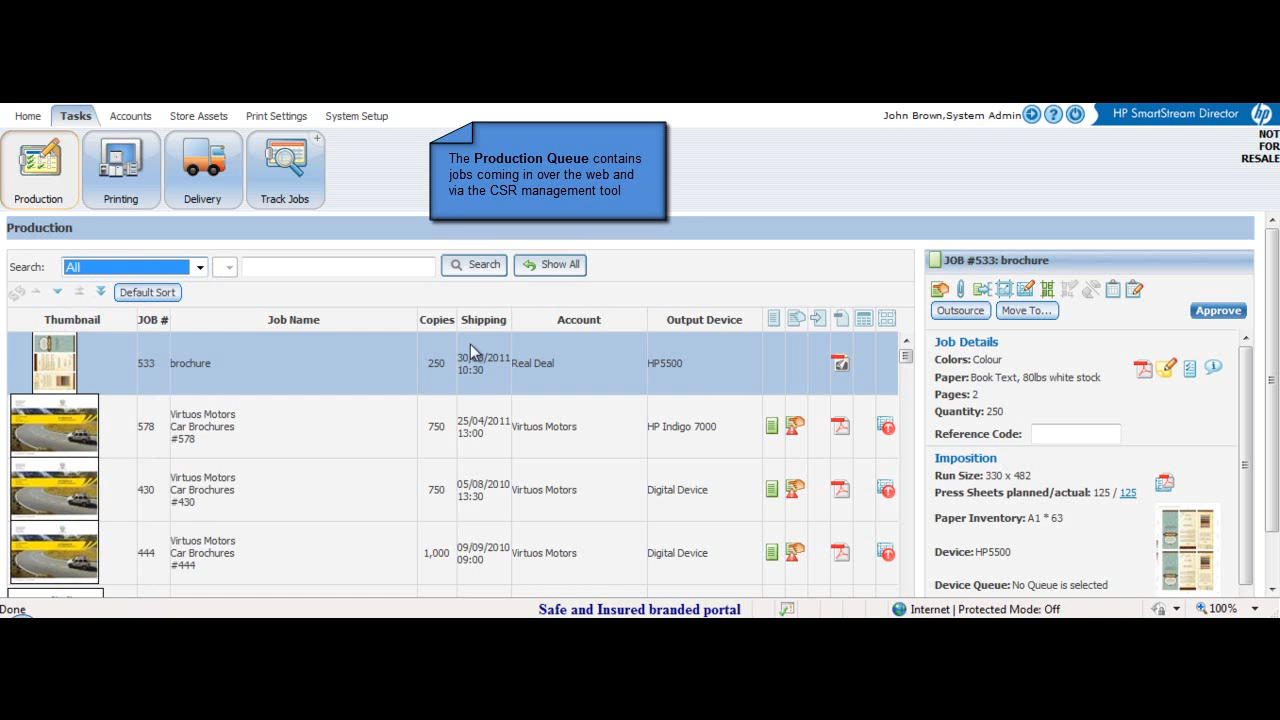 Home Tasks Accounts Store Assets Print Settings System Setup
John Brown,System Admin
HP SmartStream Director
hp
NOT
FOR
RESALE
Production Printing Delivery Track Jobs
The Production Queue contains
jobs coming in over the web and
via the CSR management tool
Production
Search: All Search Show All
Default Sort
Thumbnail JOB # Job Name Copies Shipping Account Output Device
533 brochure 250 Real Deal HP5500
10:30
578 Virtuos Motors
Car Brochures
#578
750 25/04/2011
13:00
Virtuos Motors HP Indigo 7000
430 Virtuos Motors
Car Brochures
#430
750 05/08/2010
13:30
Virtuos Motors Digital Device
444 Virtuos Motors
Car Brochures
#444
1,000 09/09/2010
09:00
Virtuos Motors Digital Device
JOB #533: brochure
Outsource Move To... Approve
Job Details
Colors: Colour
Paper: Book Text, 80lbs white stock
Pages: 2
Quantity: 250
Reference Code:
Imposition
Run Size: 330 x 482
Press Sheets planned/actual: 125 / 125
Paper Inventory: A1 * 63
Device: HP5500
Device Queue: No Queue is selected
Done
Safe and Insured branded portal
Internet | Protected Mode: Off
100%